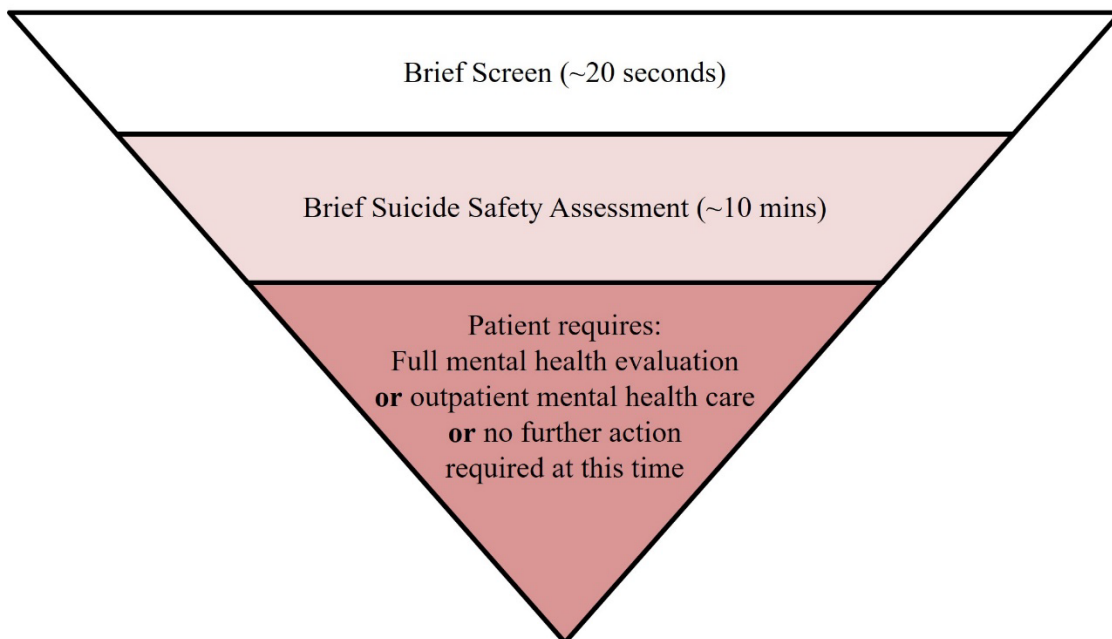 Brief Screen (~20 seconds)
Brief Suicide Safety Assessment (~10 mins)
Patient requires:
Full mental health evaluation
or outpatient mental health care
or no further action
required at this time